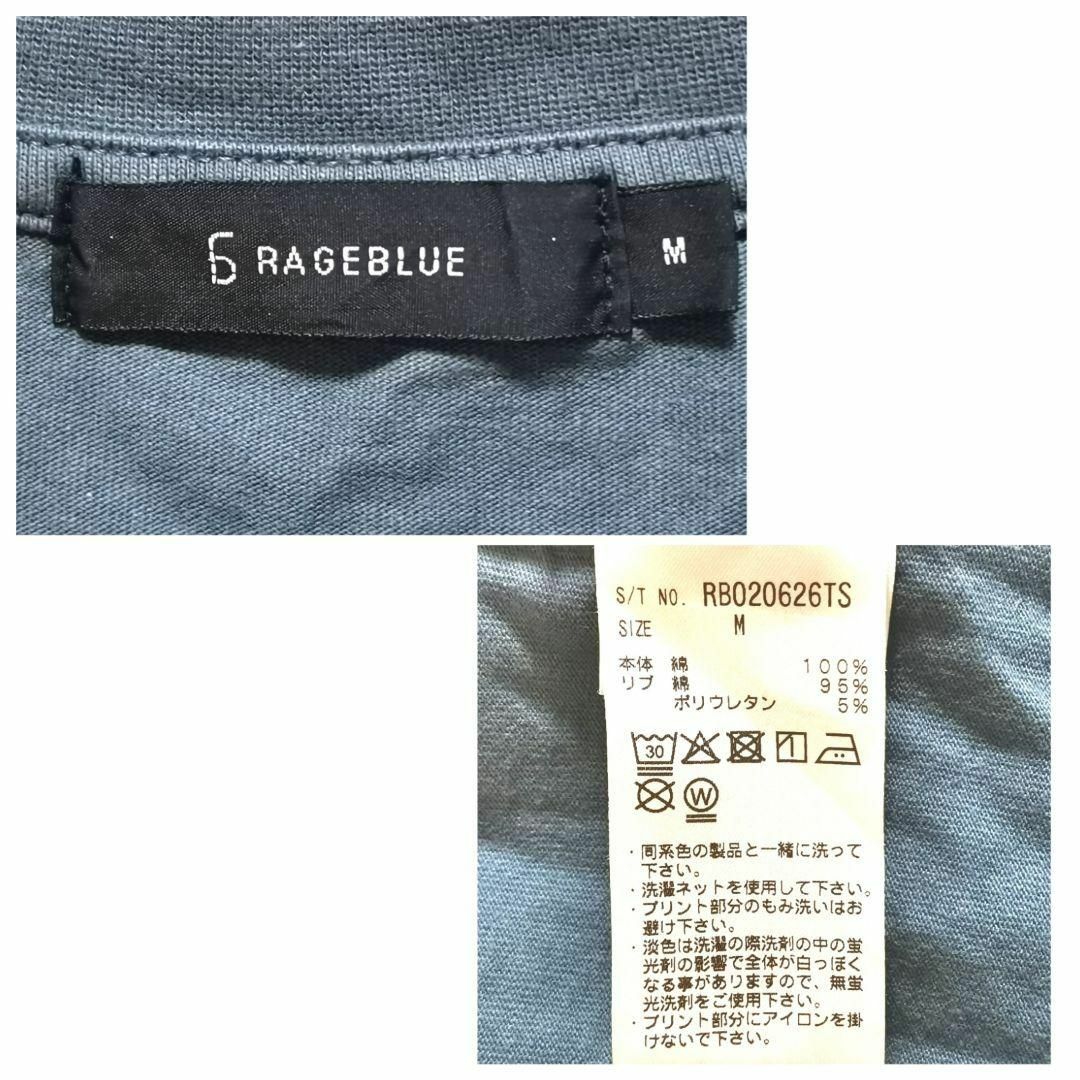 RAGEBLUE
M
S/T NO. RB020626TS
SIZE M
本体 綿 100%
リブ 綿 95%
ポリウレタン 5%
30
W
・同系色の製品と一緒に洗って
下さい。
・洗濯ネットを使用して下さい。
・プリント部分のもみ洗いはお
避け下さい。
・淡色は洗濯の際洗剤の中の蛍
光剤の影響で全体が白っぽく
なる事がありますので、無蛍
光洗剤をご使用下さい。
・プリント部分にアイロンを掛
けないで下さい。